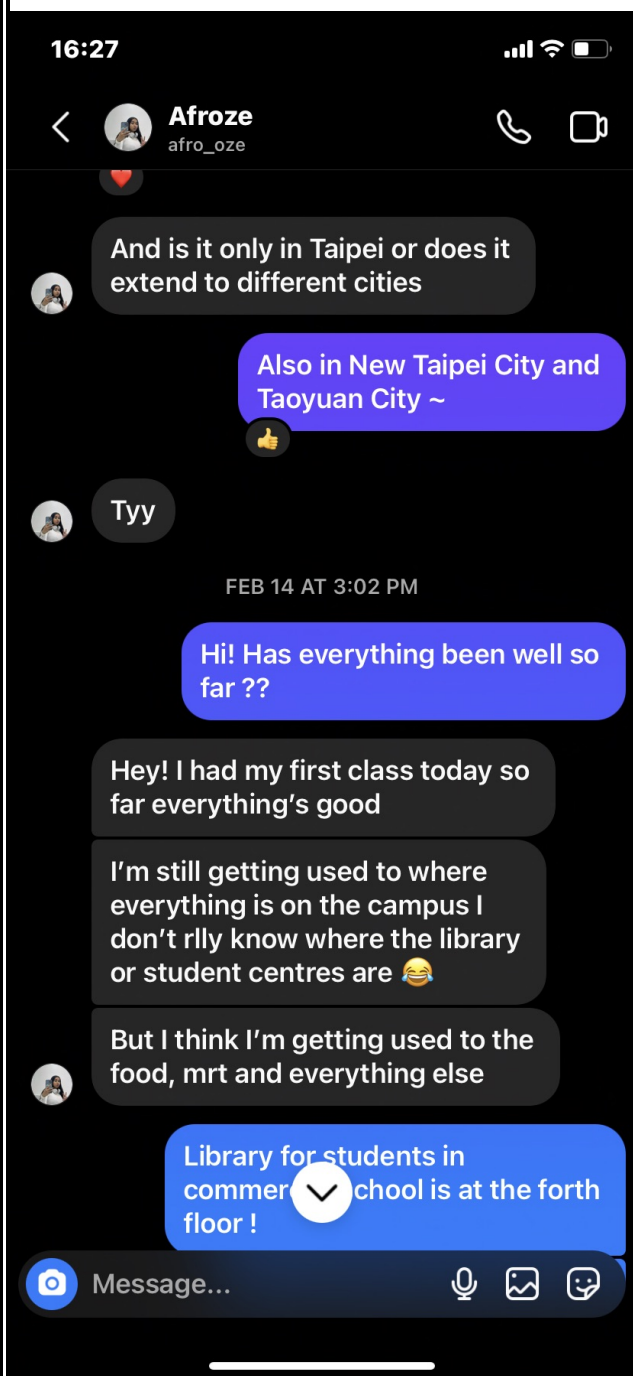 16:27
Afroze
afro_oze
And is it only in Taipei or does it
extend to different cities
Also in New Taipei City and
Taoyuan City ~
Tyy
FEB 14 AT 3:02 PM
Hi! Has everything been well so
far ??
Hey! I had my first class today so
far everything's good
I'm still getting used to where
everything is on the campus I
don't rlly know where the library
or student centres are 😂
But I think I'm getting used to the
food, mrt and everything else
Library for students in
commer chool is at the forth
floor !
Message...